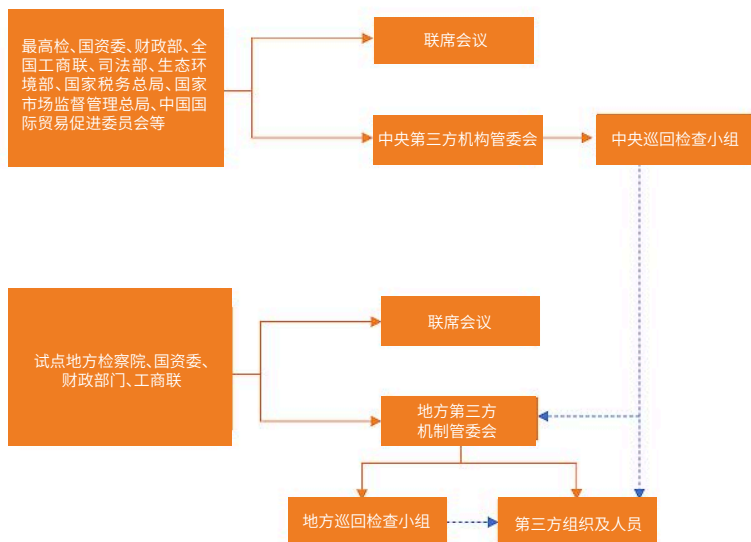 最高检、国资委、财政部、全
国工商联、司法部、生态环
境部、国家税务总局、国家
市场监督管理总局、中国国
际贸易促进委员会等
联席会议
中央第三方机构管委会
中央巡回检查小组
试点地方检察院、国资委、
财政部门、工商联
联席会议
地方第三方
机制管委会
地方巡回检查小组
第三方组织及人员